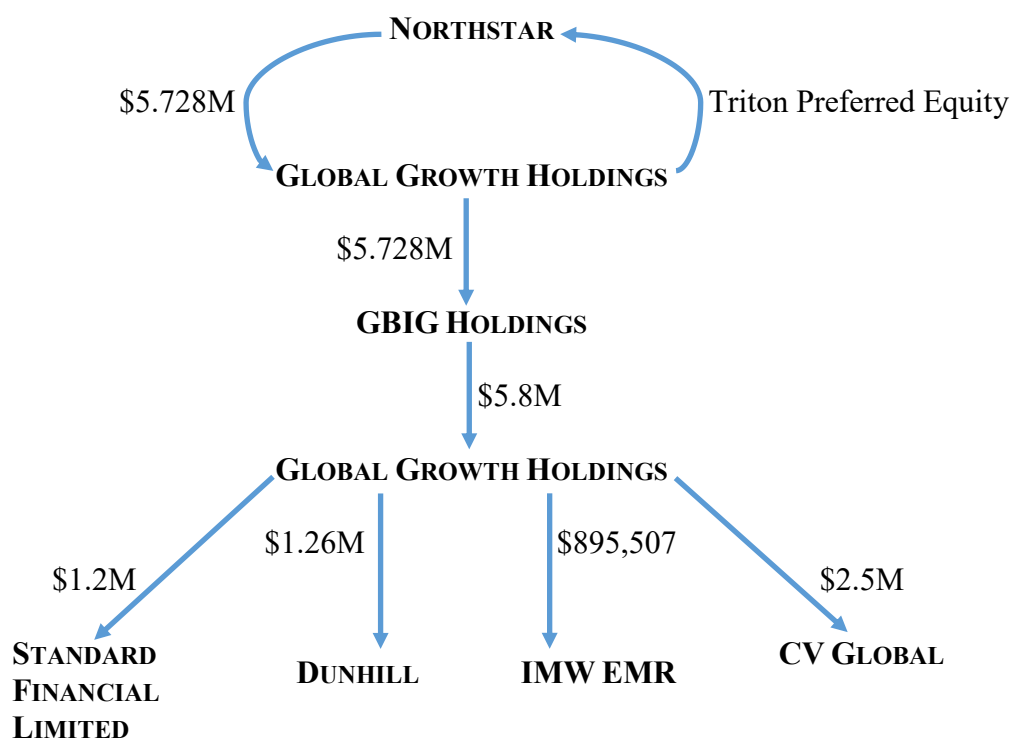 NORTHSTAR
$5.728M
Triton Preferred Equity
GLOBAL GROWTH HOLDINGS
$5.728M
GBIG HOLDINGS
$5.8M
GLOBAL GROWTH HOLDINGS
$1.2M
$1.26M
$895,507
$2.5M
STANDARD
FINANCIAL
LIMITED
DUNHILL
IMW EMR
CV GLOBAL